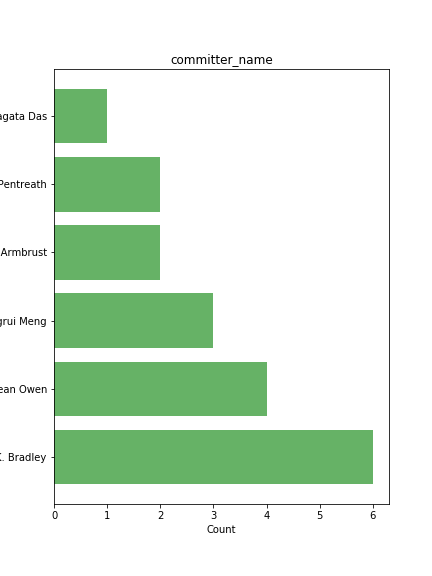 committer_name
agata Das
Pentreath
Armbrust
grui Meng
ean Owen
K. Bradley
0 1 2 3 4 5 6
Count